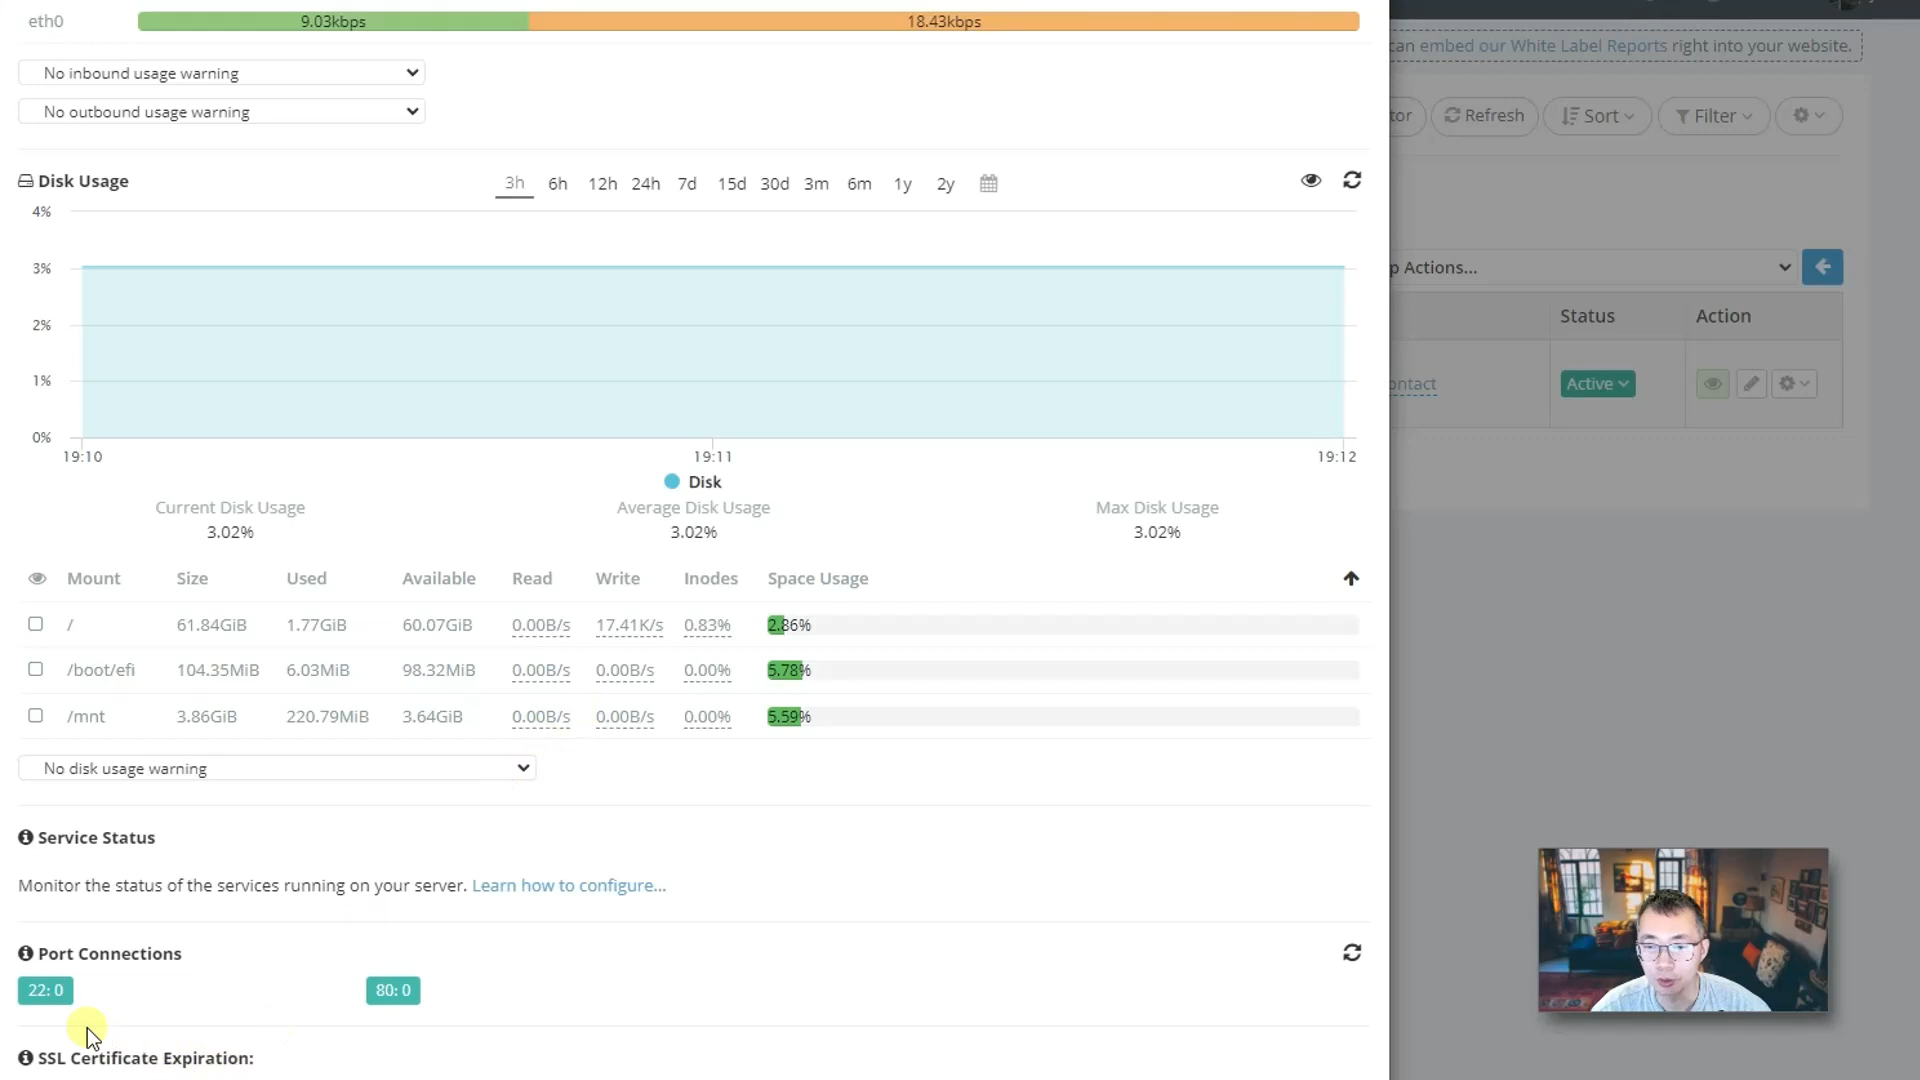 eth0 9.03kbps 18.43kbps
can embed our White Label Reports right into your website.
No inbound usage warning
No outbound usage warning
tor Refresh Sort Filter
Disk Usage 3h 6h 12h 24h 7d 15d 30d 3m 6m 1y 2y
4%
3%
2%
1%
0%
19:10 19:11 19:12
Disk
Current Disk Usage Average Disk Usage Max Disk Usage
3.02% 3.02% 3.02%
p Actions...
Status Action
ontact Active
Mount Size Used Available Read Write Inodes Space Usage
/ 61.84GiB 1.77GiB 60.07GiB 0.00B/s 17.41K/s 0.83% 2.86%
/boot/efi 104.35MiB 6.03MiB 98.32MiB 0.00B/s 0.00B/s 0.00% 5.78%
/mnt 3.86GiB 220.79MiB 3.64GiB 0.00B/s 0.00B/s 0.00% 5.59%
No disk usage warning
Service Status
Monitor the status of the services running on your server. Learn how to configure...
Port Connections
22: 0 80: 0
SSL Certificate Expiration: